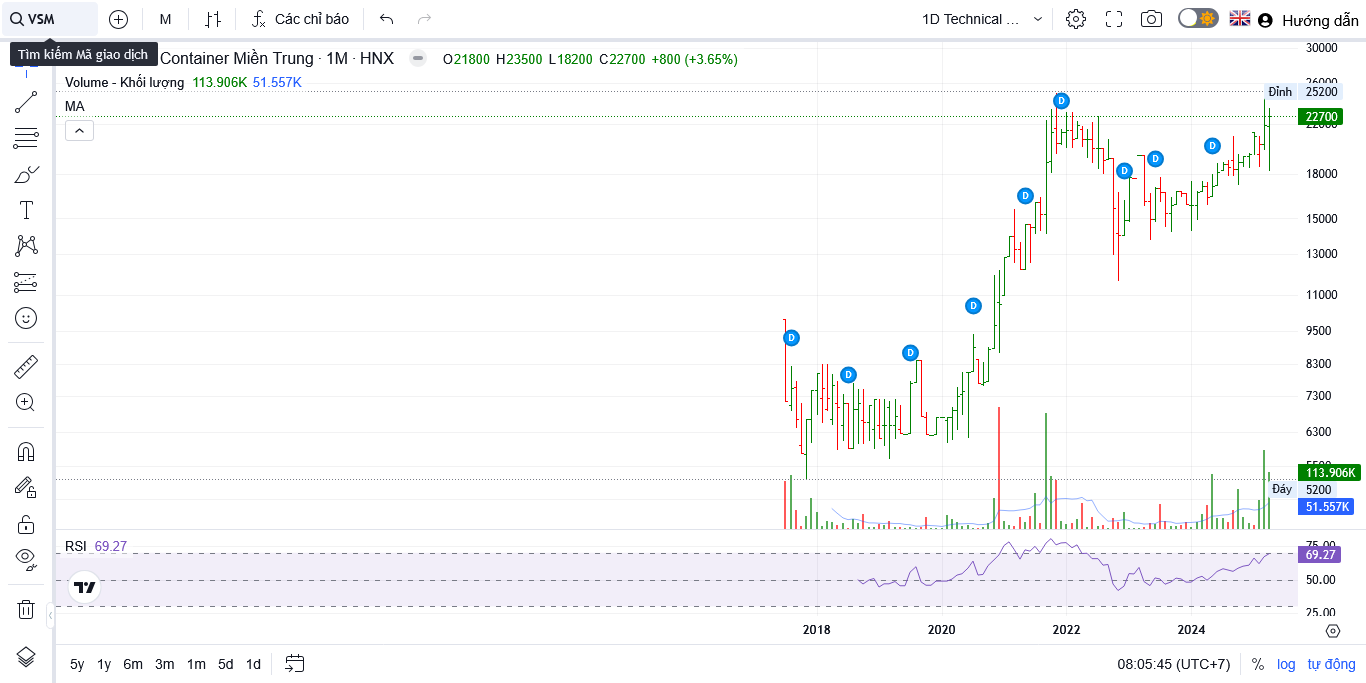 VSM
M
Các chỉ báo
1D Technical ...
Hướng dẫn
Tìm kiếm Mã giao dịch
Container Miền Trung · 1M · HNX
O21800 H23500 L18200 C22700 +800 (+3.65%)
Volume - Khối lượng 113.906K 51.557K
MA
30000
Đỉnh 25200
22700
18000
15000
13000
11000
9500
8300
7300
6300
113.906K
Đáy 5200
51.557K
D
D
D
D
D
D
D
D
D
RSI 69.27
75.00
69.27
50.00
25.00
2018 2020 2022 2024
5y 1y 6m 3m 1m 5d 1d
08:05:45 (UTC+7) % log tự động